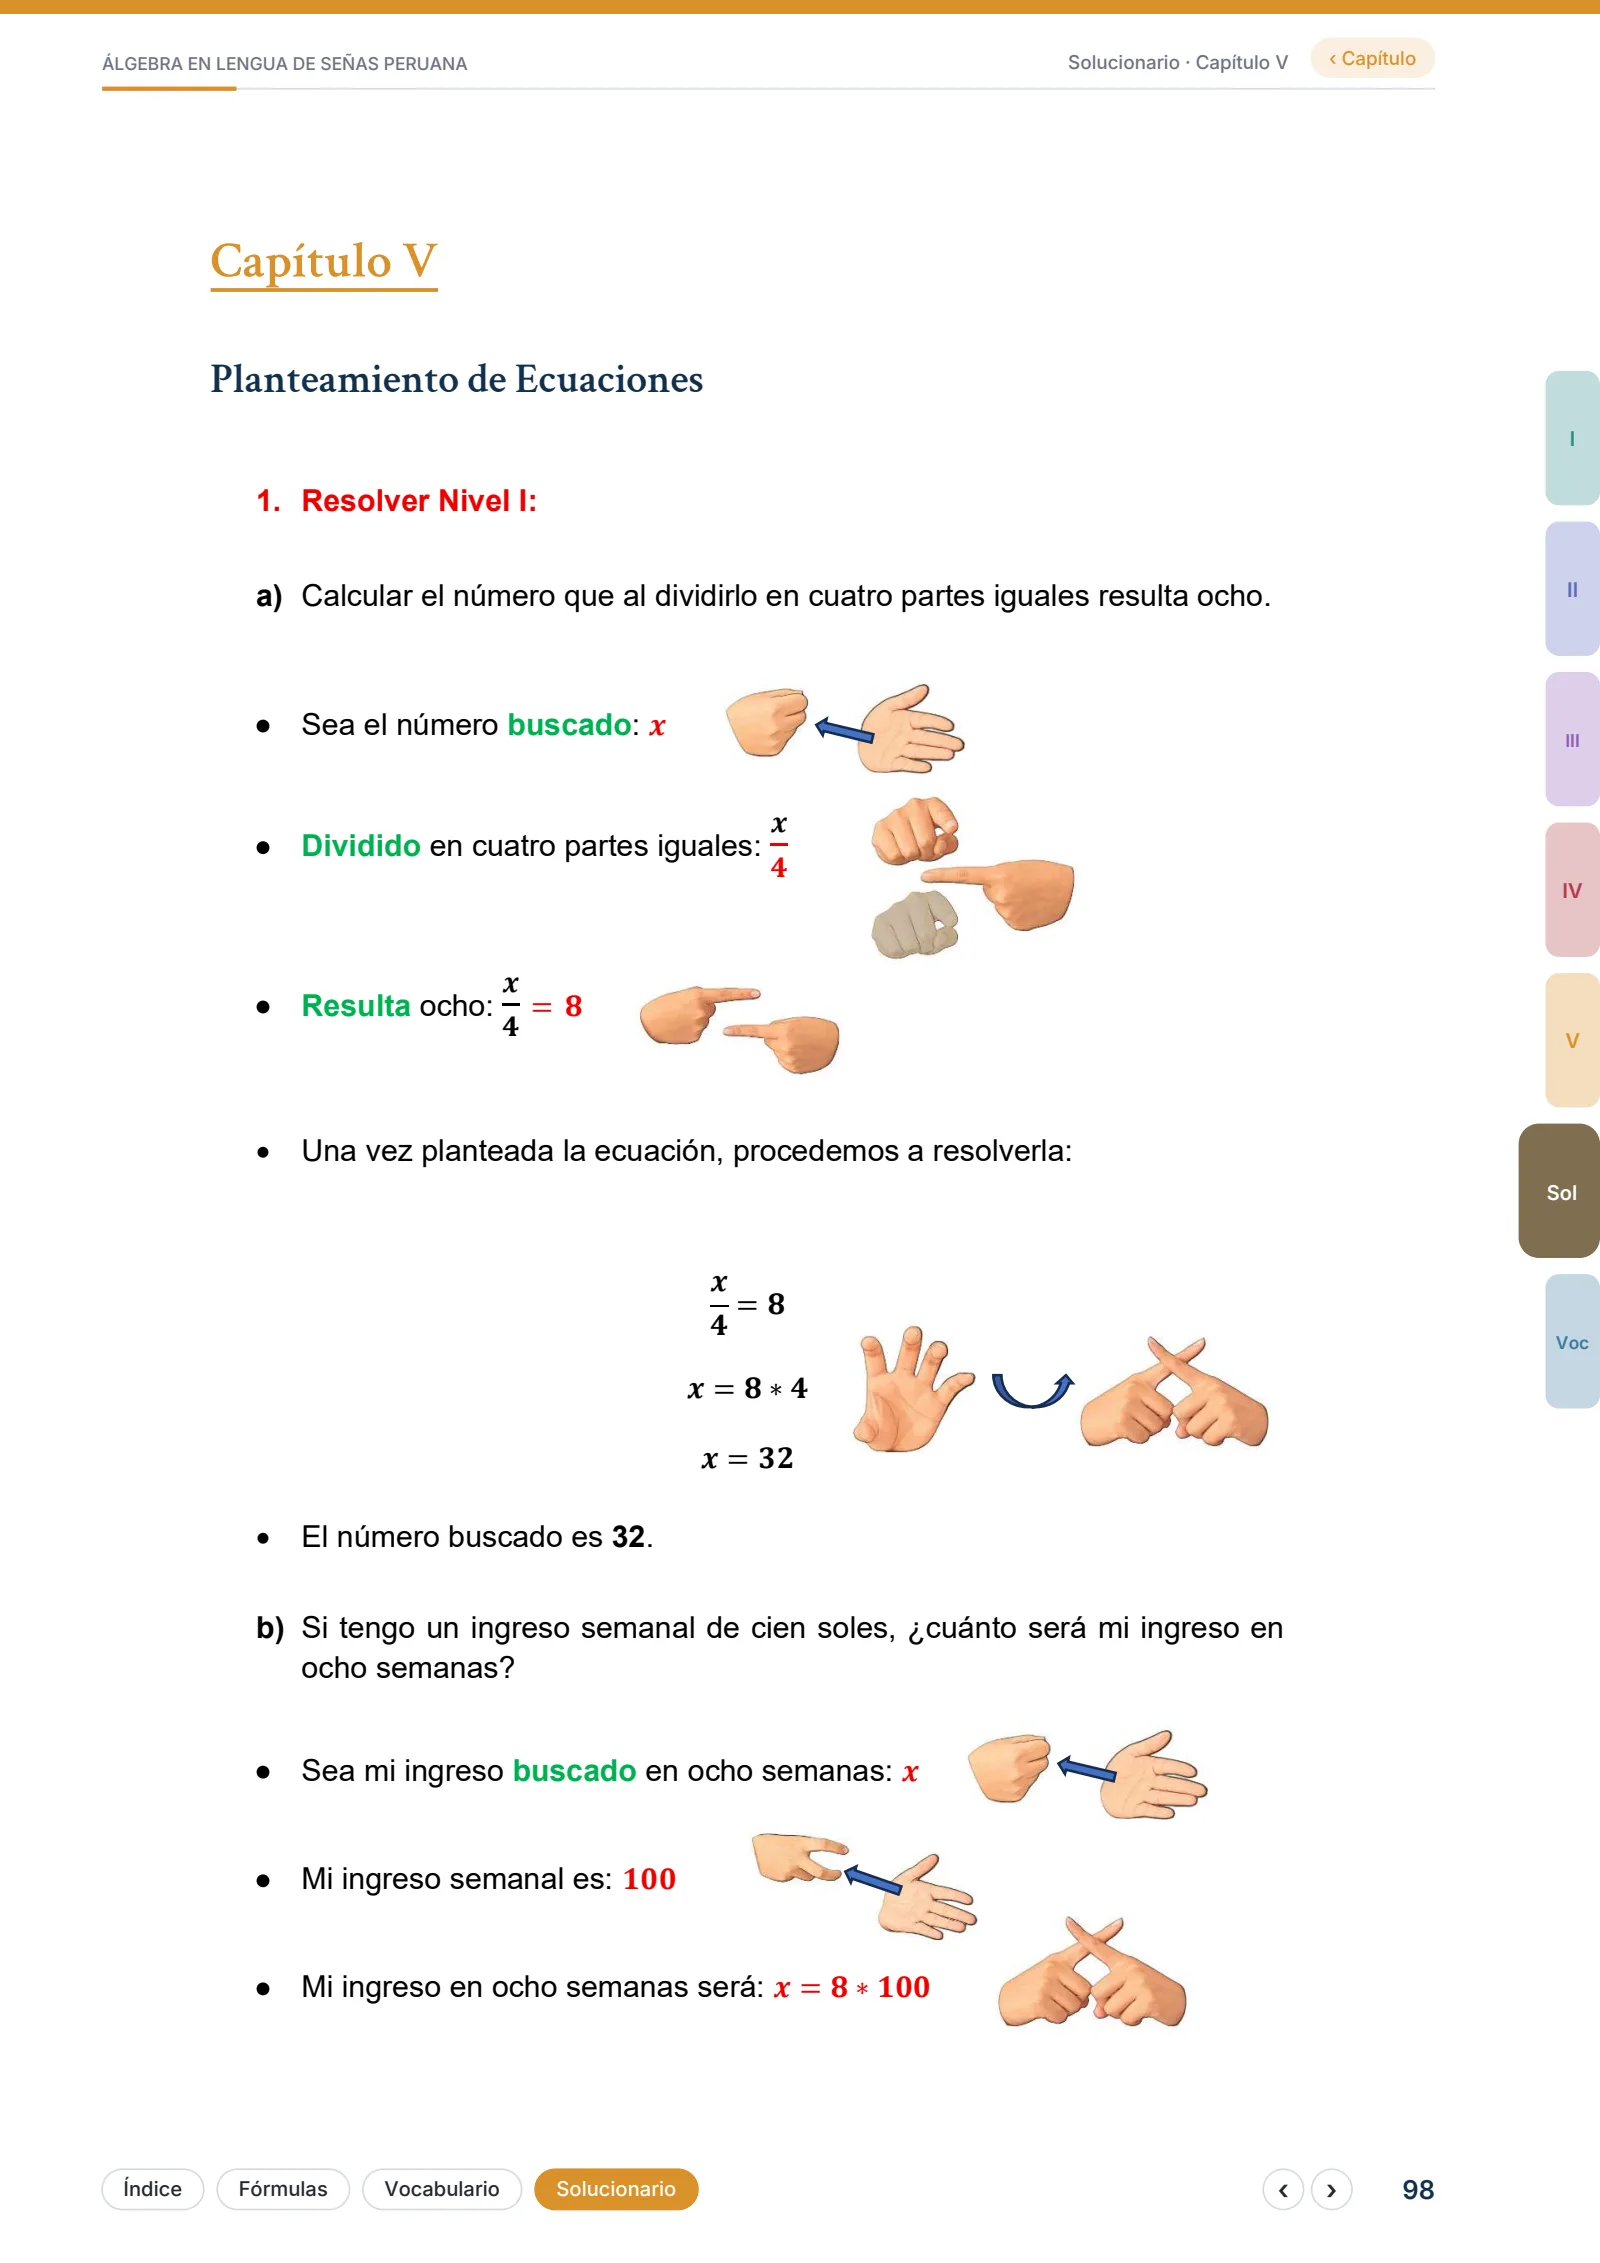 ÁLGEBRA EN LENGUA DE SEÑAS PERUANA
Solucionario · Capítulo V
‹ Capítulo
Capítulo V
Planteamiento de Ecuaciones
1. Resolver Nivel I:
a) Calcular el número que al dividirlo en cuatro partes iguales resulta ocho.
● Sea el número buscado: x
● Dividido en cuatro partes iguales: x/4
● Resulta ocho: x/4 = 8
• Una vez planteada la ecuación, procedemos a resolverla:
x/4 = 8
x = 8 * 4
x = 32
• El número buscado es 32.
b) Si tengo un ingreso semanal de cien soles, ¿cuánto será mi ingreso en
ocho semanas?
● Sea mi ingreso buscado en ocho semanas: x
● Mi ingreso semanal es: 100
● Mi ingreso en ocho semanas será: x = 8 * 100
I
II
III
IV
V
Sol
Voc
Índice
Fórmulas
Vocabulario
Solucionario
‹
›
98